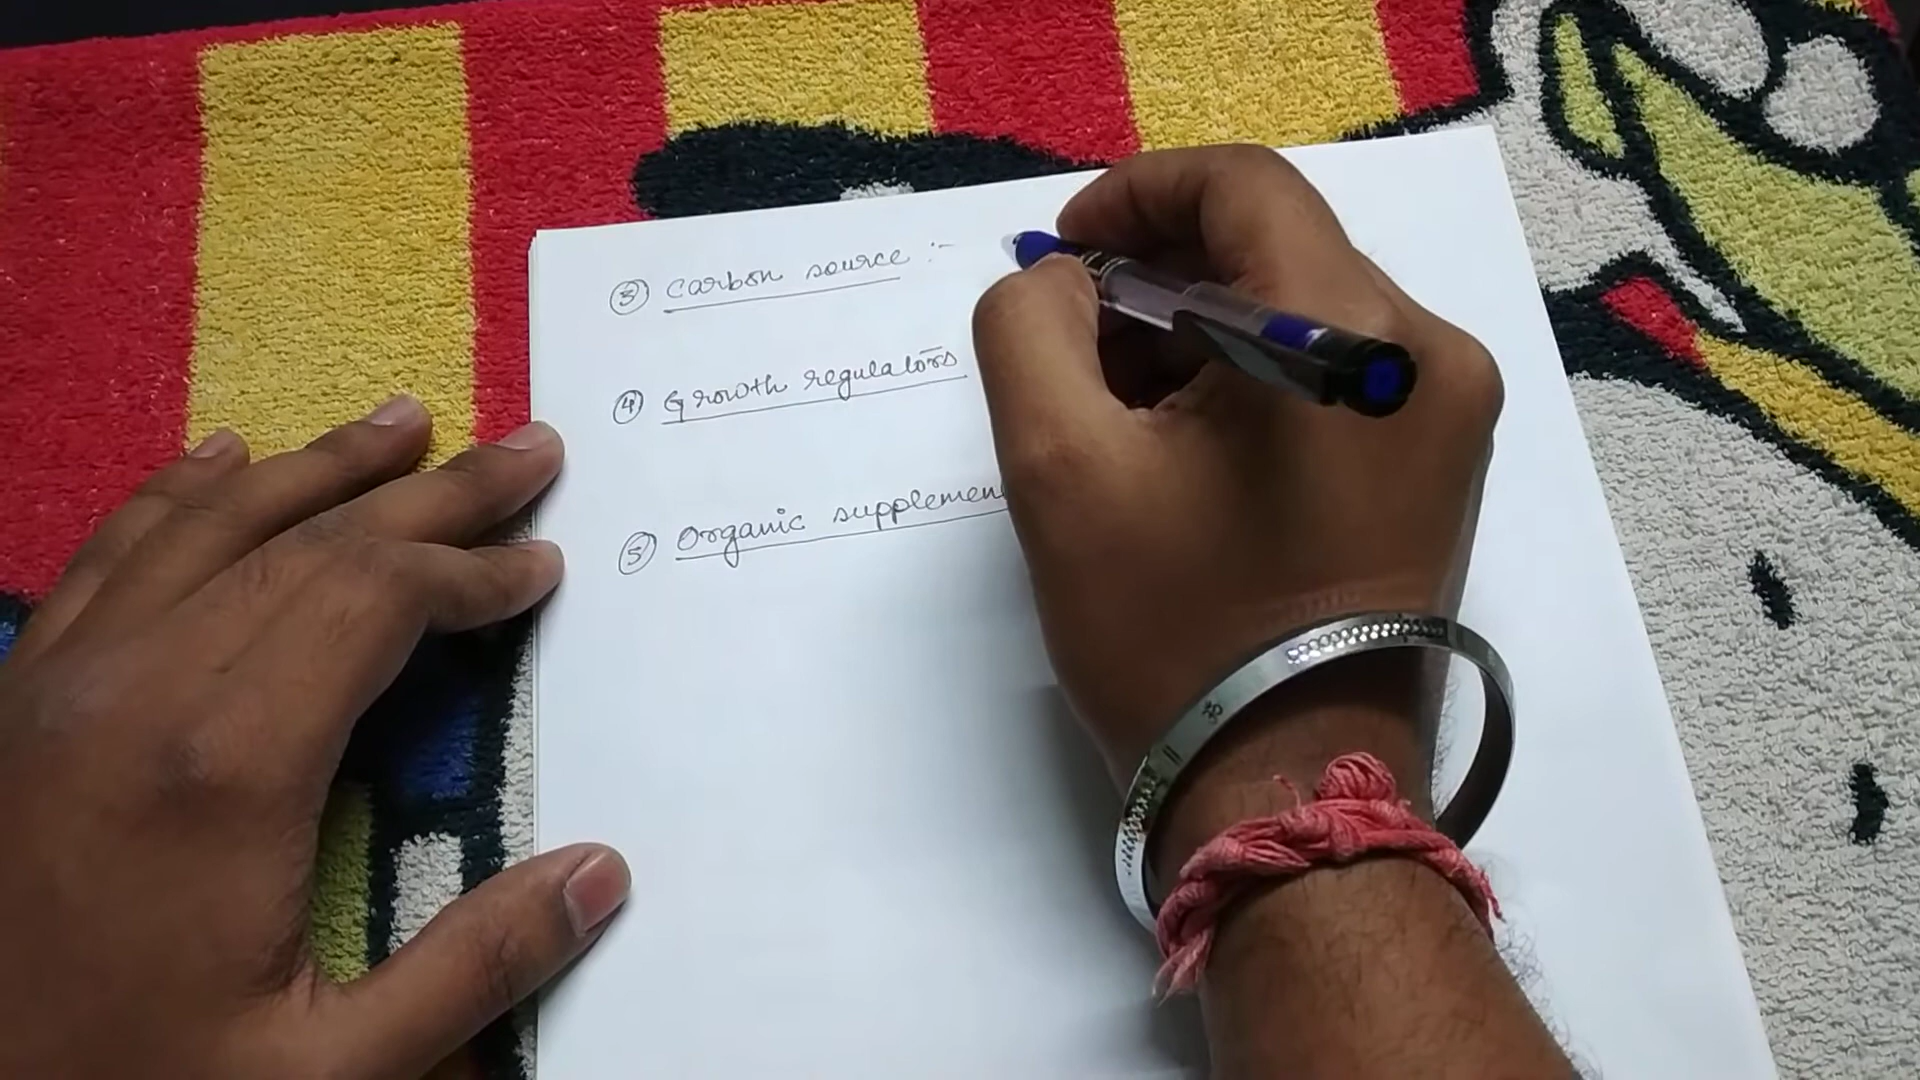 ③ Carbon source :-
④ Growth regulators
⑤ Organic supplemen
ॐ